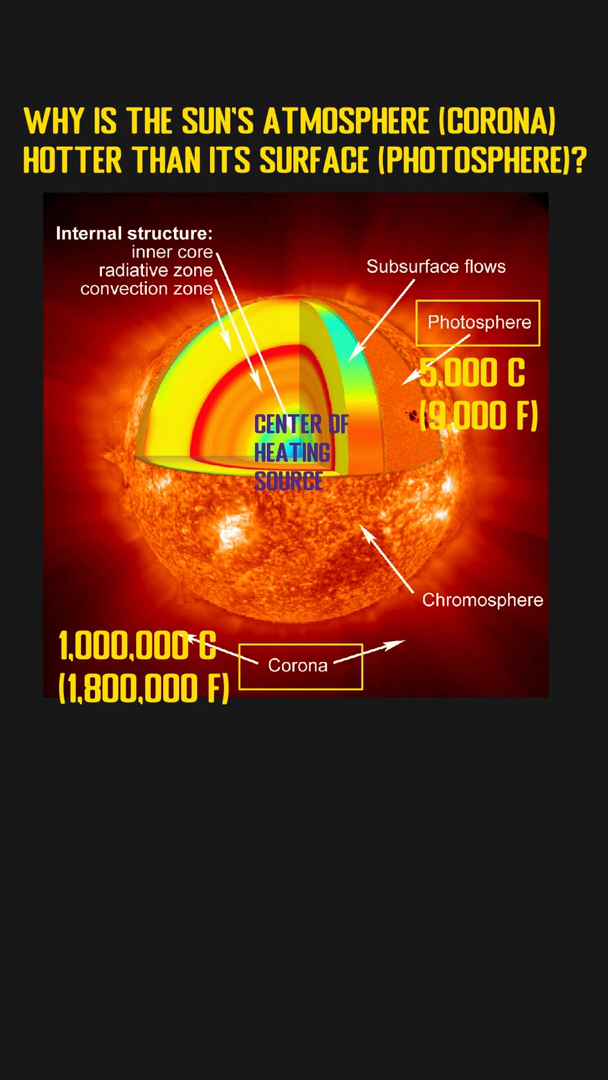 WHY IS THE SUN'S ATMOSPHERE (CORONA)
HOTTER THAN ITS SURFACE (PHOTOSPHERE)?
Internal structure:
inner core
radiative zone
convection zone
Subsurface flows
Photosphere
5,000 C
(9,000 F)
CENTER OF
HEATING
SOURCE
Chromosphere
1,000,000 C
(1,800,000 F)
Corona